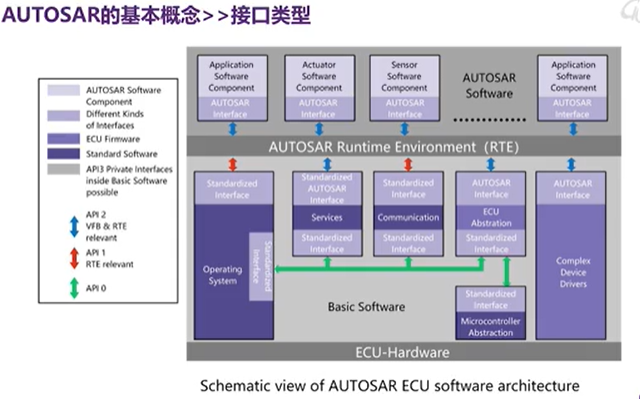 AUTOSAR的基本概念>>接口类型
AUTOSAR Software
Component
Different Kinds
of Interfaces
ECU Firmware
Standard Software
API3 Private Interfaces
inside Basic Software
possible
API 2
VFB & RTE
relevant
API 1
RTE relevant
API 0
Application
Software
Component
AUTOSAR
Interface
Actuator
Software
Component
AUTOSAR
Interface
Sensor
Software
Component
AUTOSAR
Interface
AUTOSAR
Software
Application
Software
Component
AUTOSAR
Interface
AUTOSAR Runtime Environment (RTE)
Standardized
Interface
Operating
System
Standardized
Interface
Standardized
AUTOSAR
Interface
Services
Standardized
Interface
Standardized
Interface
Communication
Standardized
Interface
AUTOSAR
Interface
ECU
Abstration
Standardized
Interface
Standardized
Interface
Microcontroller
Abstraction
AUTOSAR
Interface
Complex
Device
Drivers
Basic Software
ECU-Hardware
Schematic view of AUTOSAR ECU software architecture